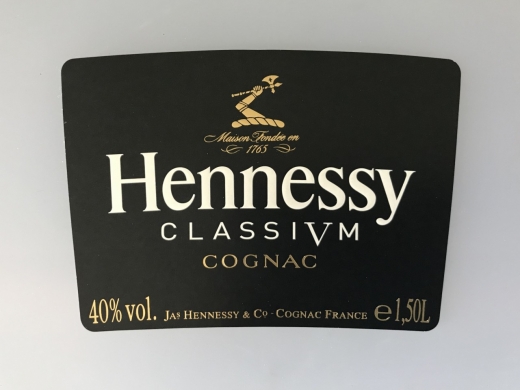 Maison Fondée en
1765
Hennessy
CLASSIVM
COGNAC
40% vol. JAS HENNESSY & Cº · COGNAC FRANCE ℮ 1,50L